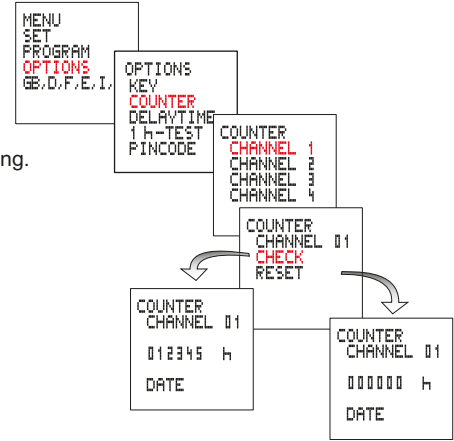 MENU
SET
PROGRAM
OPTIONS
GB,D,F,E,I,
OPTIONS
KEY
COUNTER
DELAYTIME
1 h-TEST
PINCODE
ng.
COUNTER
CHANNEL 1
CHANNEL 2
CHANNEL 3
CHANNEL 4
COUNTER
CHANNEL 01
CHECK
RESET
COUNTER
CHANNEL 01
012345 h
DATE
COUNTER
CHANNEL 01
000000 h
DATE